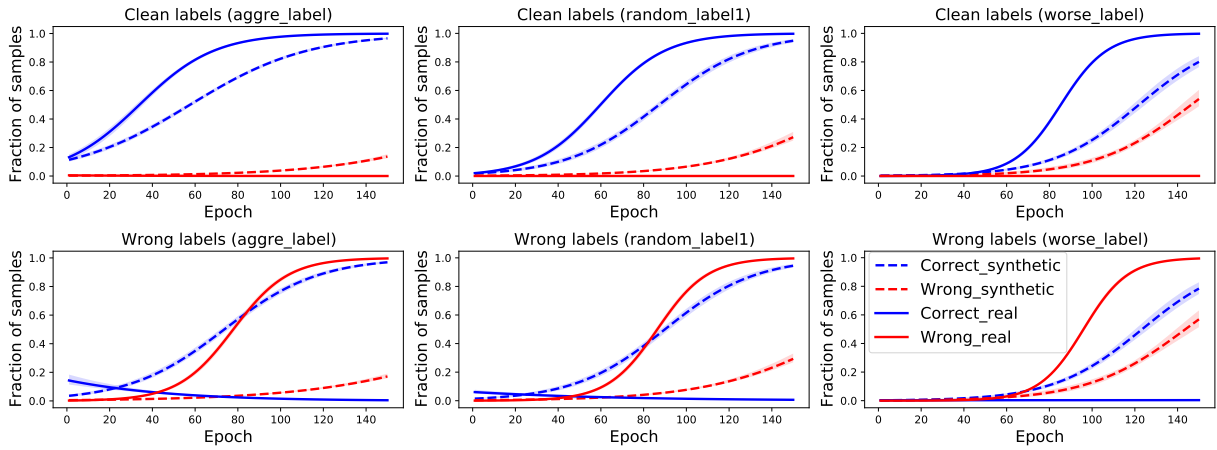 Clean labels (aggre_label)
Fraction of samples
1.0
0.8
0.6
0.4
0.2
0.0
0 20 40 60 80 100 120 140
Epoch
Clean labels (random_label1)
Fraction of samples
1.0
0.8
0.6
0.4
0.2
0.0
0 20 40 60 80 100 120 140
Epoch
Clean labels (worse_label)
Fraction of samples
1.0
0.8
0.6
0.4
0.2
0.0
0 20 40 60 80 100 120 140
Epoch
Wrong labels (aggre_label)
Fraction of samples
1.0
0.8
0.6
0.4
0.2
0.0
0 20 40 60 80 100 120 140
Epoch
Wrong labels (random_label1)
Fraction of samples
1.0
0.8
0.6
0.4
0.2
0.0
0 20 40 60 80 100 120 140
Epoch
Wrong labels (worse_label)
Fraction of samples
1.0
0.8
0.6
0.4
0.2
0.0
Correct_synthetic
Wrong_synthetic
Correct_real
Wrong_real
0 20 40 60 80 100 120 140
Epoch